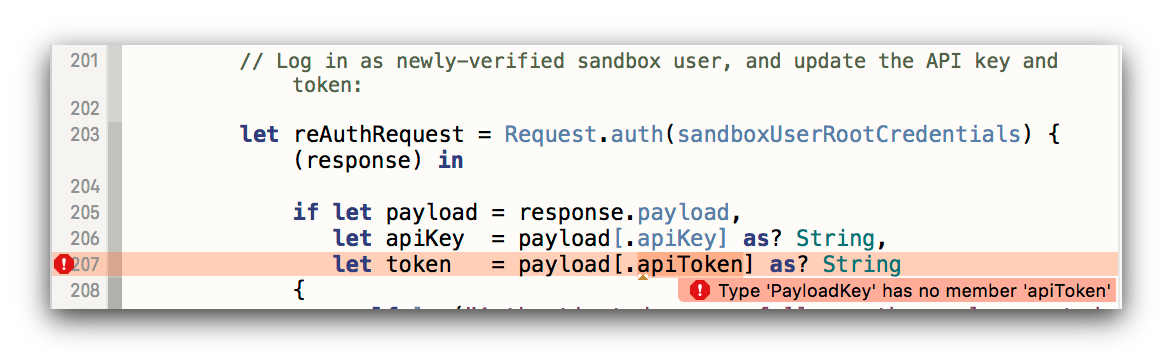 201 // Log in as newly-verified sandbox user, and update the API key and
token:
202
203 let reAuthRequest = Request.auth(sandboxUserRootCredentials) {
(response) in
204
205 if let payload = response.payload,
206 let apiKey = payload[.apiKey] as? String,
207 let token = payload[.apiToken] as? String
208 {
Type 'PayloadKey' has no member 'apiToken'